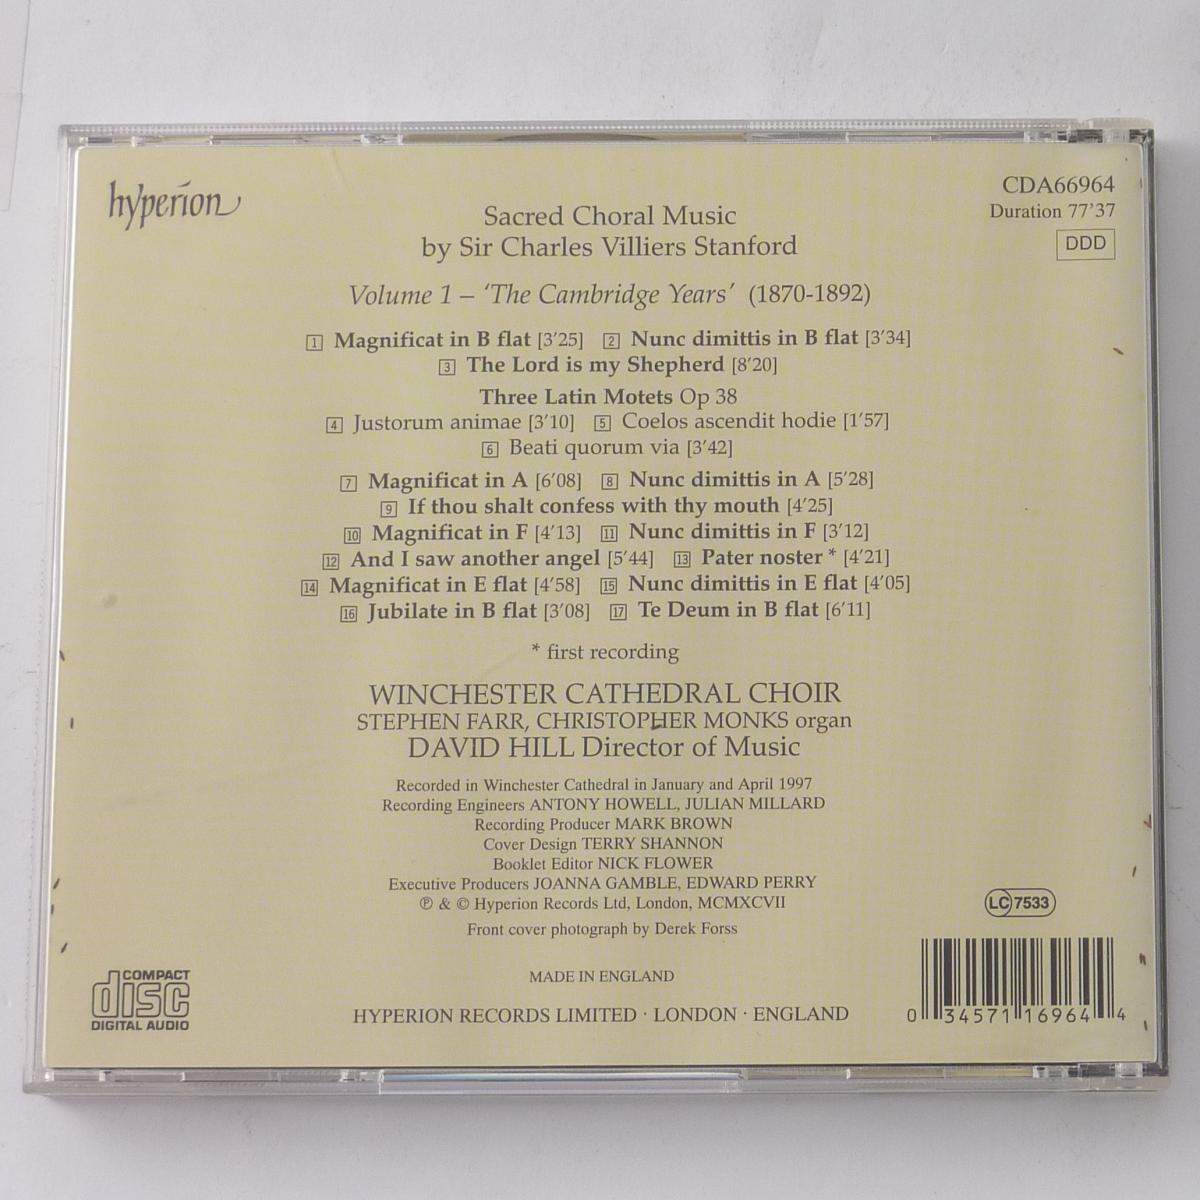 hyperion
CDA66964
Duration 77'37
DDD
Sacred Choral Music
by Sir Charles Villiers Stanford
Volume 1 – 'The Cambridge Years' (1870-1892)
1 Magnificat in B flat [3'25] 2 Nunc dimittis in B flat [3'34]
3 The Lord is my Shepherd [8'20]
Three Latin Motets Op 38
4 Justorum animae [3'10] 5 Coelos ascendit hodie [1'57]
6 Beati quorum via [3'42]
7 Magnificat in A [6'08] 8 Nunc dimittis in A [5'28]
9 If thou shalt confess with thy mouth [4'25]
10 Magnificat in F [4'13] 11 Nunc dimittis in F [3'12]
12 And I saw another angel [5'44] 13 Pater noster * [4'21]
14 Magnificat in E flat [4'58] 15 Nunc dimittis in E flat [4'05]
16 Jubilate in B flat [3'08] 17 Te Deum in B flat [6'11]
* first recording
WINCHESTER CATHEDRAL CHOIR
STEPHEN FARR, CHRISTOPHER MONKS organ
DAVID HILL Director of Music
Recorded in Winchester Cathedral in January and April 1997
Recording Engineers ANTONY HOWELL, JULIAN MILLARD
Recording Producer MARK BROWN
Cover Design TERRY SHANNON
Booklet Editor NICK FLOWER
Executive Producers JOANNA GAMBLE, EDWARD PERRY
℗ & © Hyperion Records Ltd, London, MCMXCVII
Front cover photograph by Derek Forss
LC 7533
MADE IN ENGLAND
HYPERION RECORDS LIMITED · LONDON · ENGLAND
COMPACT
disc
DIGITAL AUDIO
0 34571 16964 4